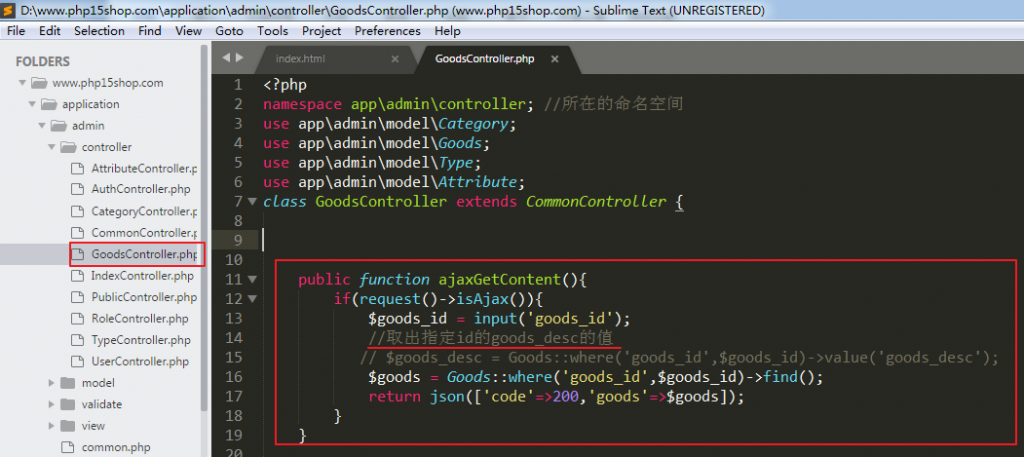 D:\www.php15shop.com\application\admin\controller\GoodsController.php (www.php15shop.com) - Sublime Text (UNREGISTERED)
File Edit Selection Find View Goto Tools Project Preferences Help
FOLDERS
www.php15shop.com
application
admin
controller
AttributeController.p
AuthController.php
CategoryController.p
CommonController.p
GoodsController.php
IndexController.php
PublicController.php
RoleController.php
TypeController.php
UserController.php
model
validate
view
common.php
index.html × GoodsController.php ×
1 <?php
2 namespace app\admin\controller; //所在的命名空间
3 use app\admin\model\Category;
4 use app\admin\model\Goods;
5 use app\admin\model\Type;
6 use app\admin\model\Attribute;
7 class GoodsController extends CommonController {
8
9
10
11 public function ajaxGetContent(){
12 if(request()->isAjax()){
13 $goods_id = input('goods_id');
14 //取出指定id的goods_desc的值
15 // $goods_desc = Goods::where('goods_id',$goods_id)->value('goods_desc');
16 $goods = Goods::where('goods_id',$goods_id)->find();
17 return json(['code'=>200,'goods'=>$goods]);
18 }
19 }